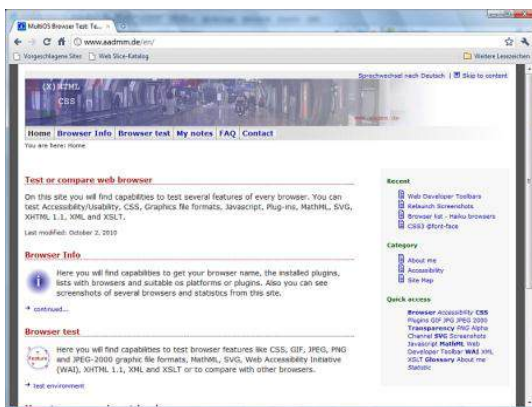 MultiOS Browser Test: Te...
www.aadmm.de/en/
Vorgeschlagene Sites Web Slice-Katalog Weitere Lesezeichen
Sprachwechsel nach Deutsch | Skip to content
(X)HTML
CSS
Home Browser Info Browser test My notes FAQ Contact
You are here: Home
Test or compare web browser
On this site you will find capabilities to test several features of every browser. You can
test Accessibility/Usability, CSS, Graphics file formats, Javascript, Plug-ins, MathML, SVG,
XHTML 1.1, XML and XSLT.
Last modified: October 2, 2010
Browser Info
Here you will find capabilities to get your browser name, the installed plugins,
lists with browsers and suitable os platforms or plugins. Also you can see
screenshots of several browsers and statistics from this site.
continued...
Browser test
Feature
Here you will find capabilities to test browser features like CSS, GIF, JPEG, PNG
and JPEG-2000 graphic file formats, MathML, SVG, Web Accessibility Initiative
(WAI), XHTML 1.1, XML and XSLT or to compare with other browsers.
test environment
Recent
Web Developer Toolbars
Relaunch Screenshots
Browser list - Haiku browsers
CSS3 @font-face
Category
About me
Accessibility
Site Map
Quick access
Browser Accessibility CSS
Plugins GIF JPG JPEG 2000
Transparency PNG Alpha
Channel SVG Screenshots
Javascript MathML Web
Developer Toolbar WAI XML
XSLT Glossary About me
Statistic